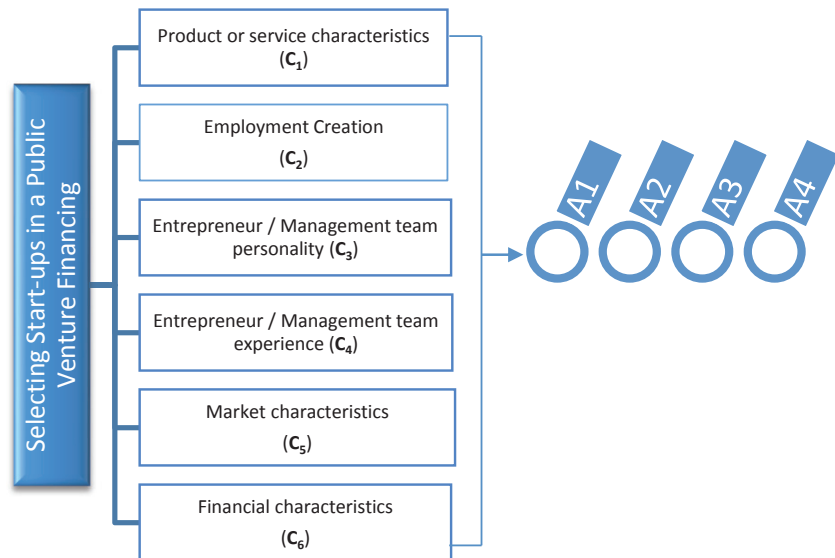 Selecting Start-ups in a Public
Venture Financing
Product or service characteristics
(C₁)
Employment Creation
(C₂)
Entrepreneur / Management team
personality (C₃)
Entrepreneur / Management team
experience (C₄)
Market characteristics
(C₅)
Financial characteristics
(C₆)
A1
A2
A3
A4